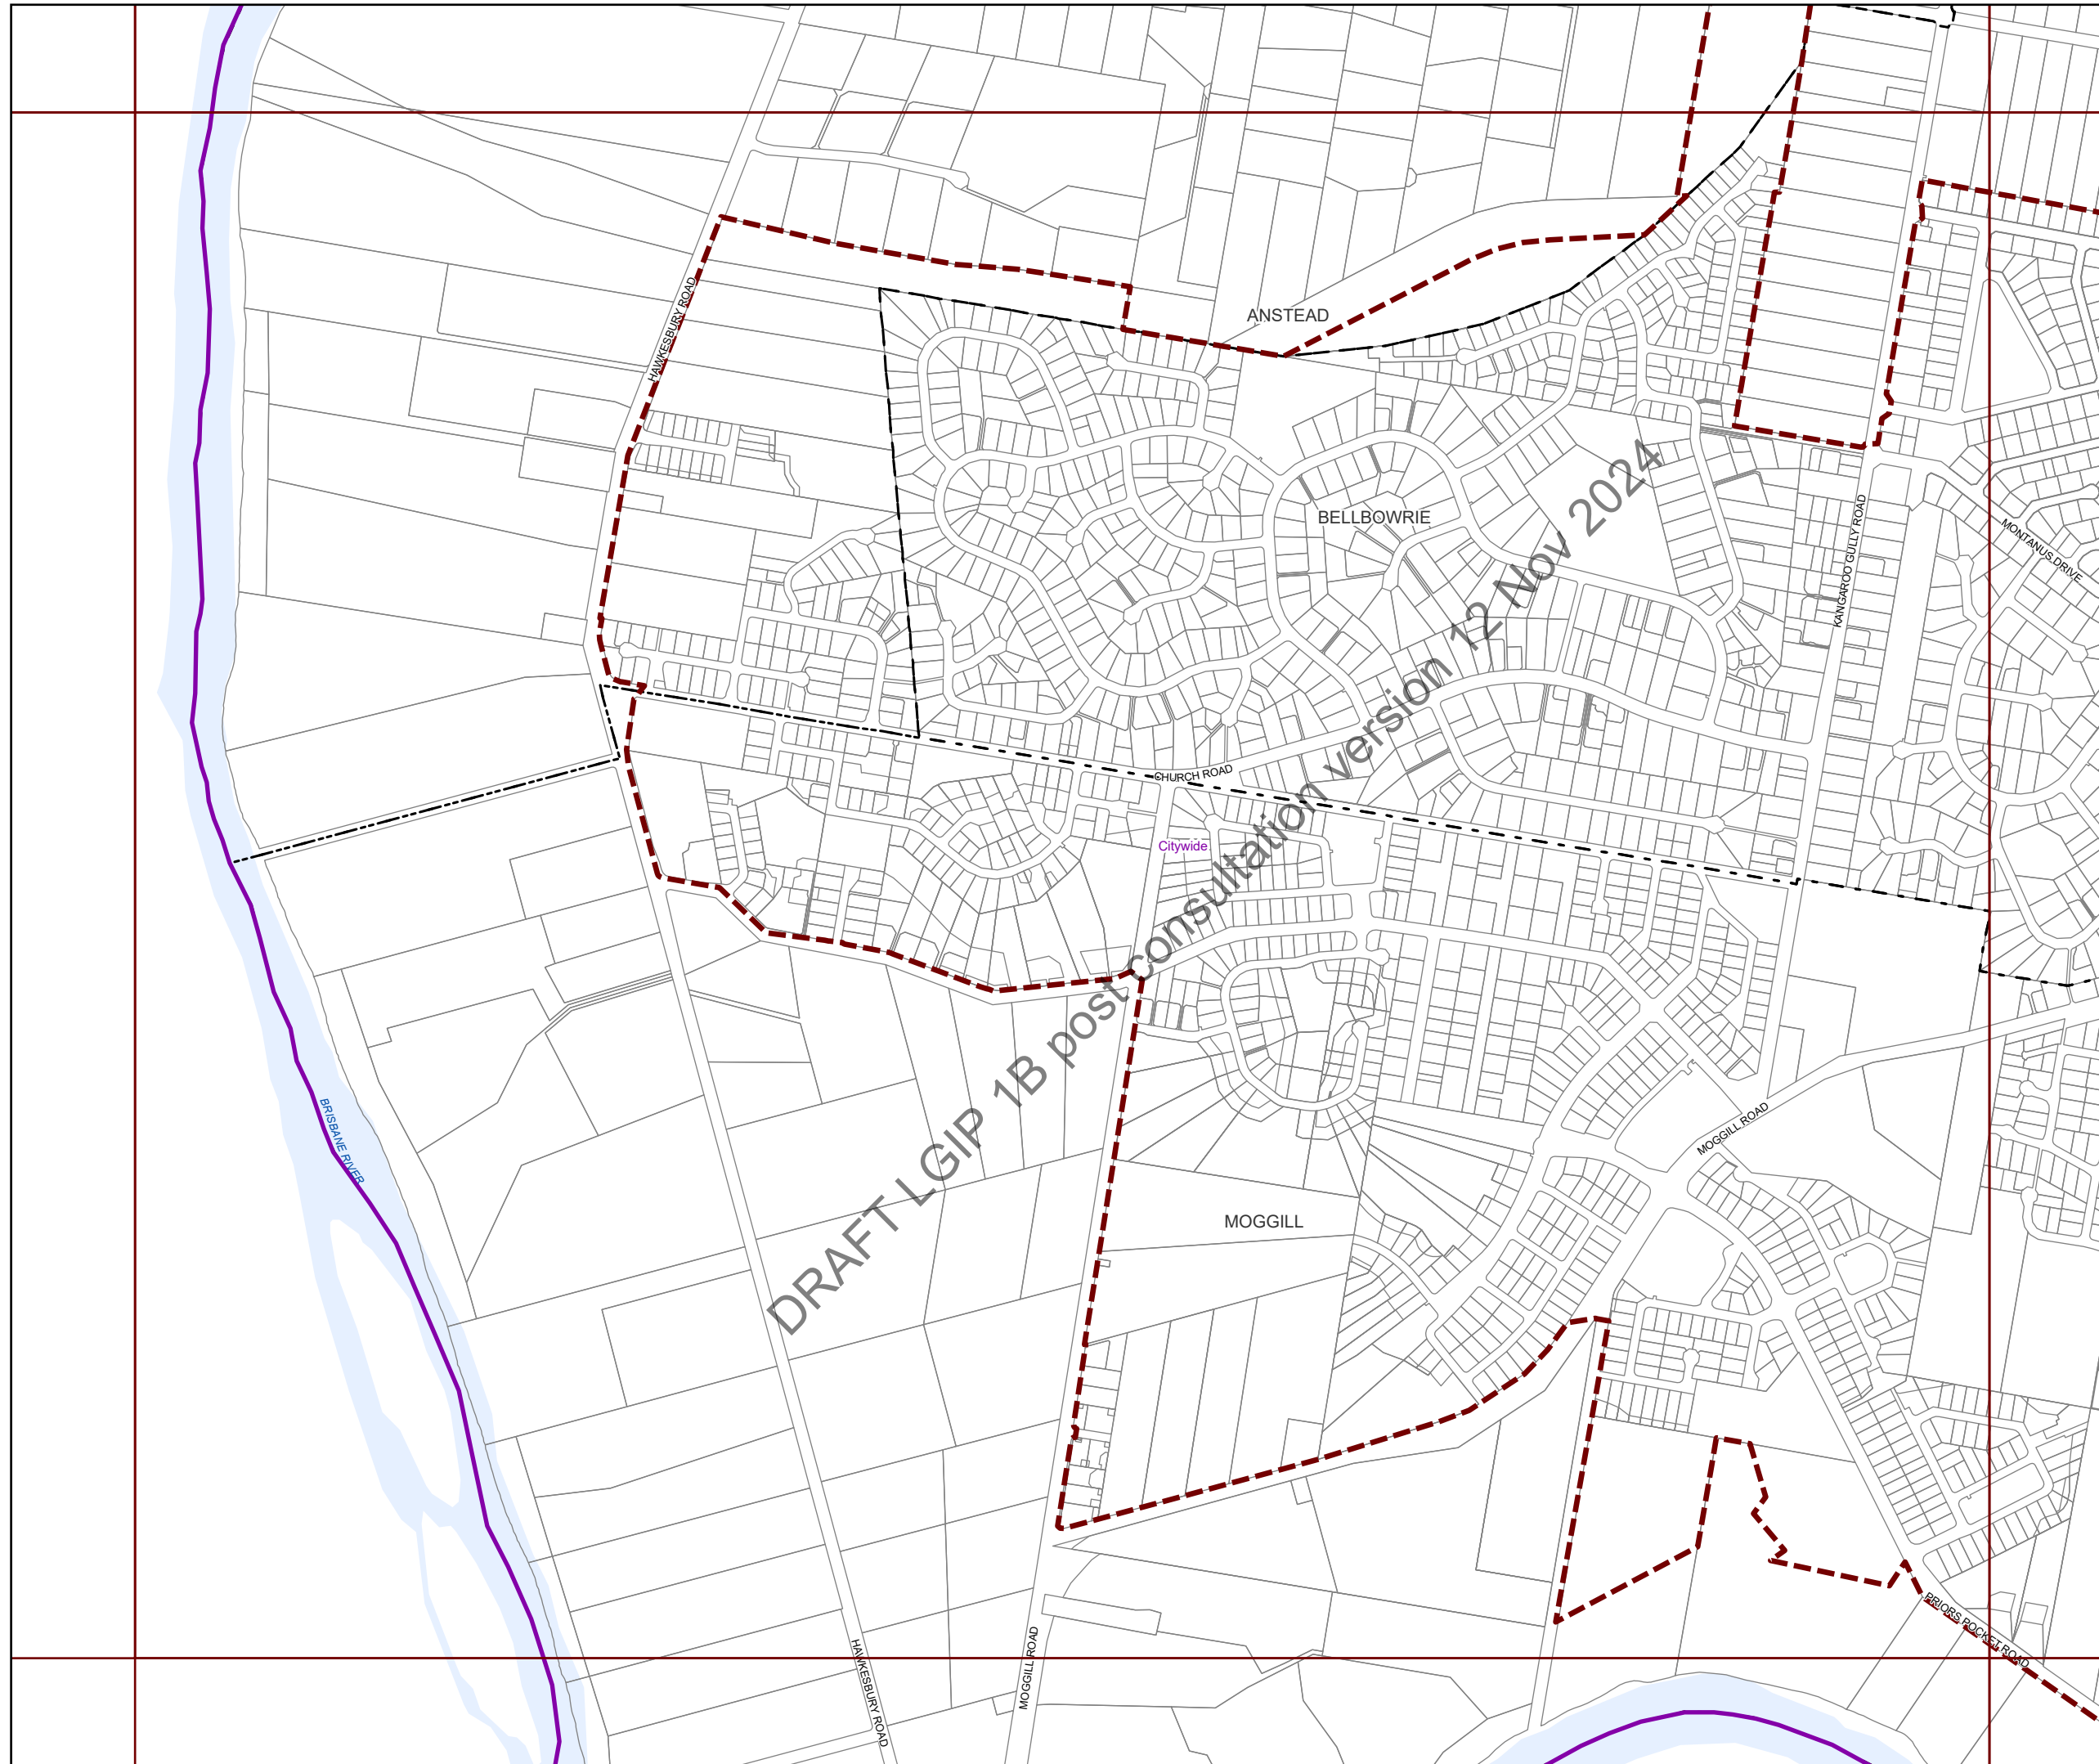 ANSTEAD
HAWKESBURY ROAD
BELLBOWRIE
MONTANUS DRIVE
KANGAROO GULLY ROAD
CHURCH ROAD
Citywide
DRAFT LGIP 1B post consultation version 12 Nov 2024
BRISBANE RIVER
MOGGILL ROAD
MOGGILL
PRIORS POCKET ROAD
HAWKESBURY ROAD
MOGGILL ROAD